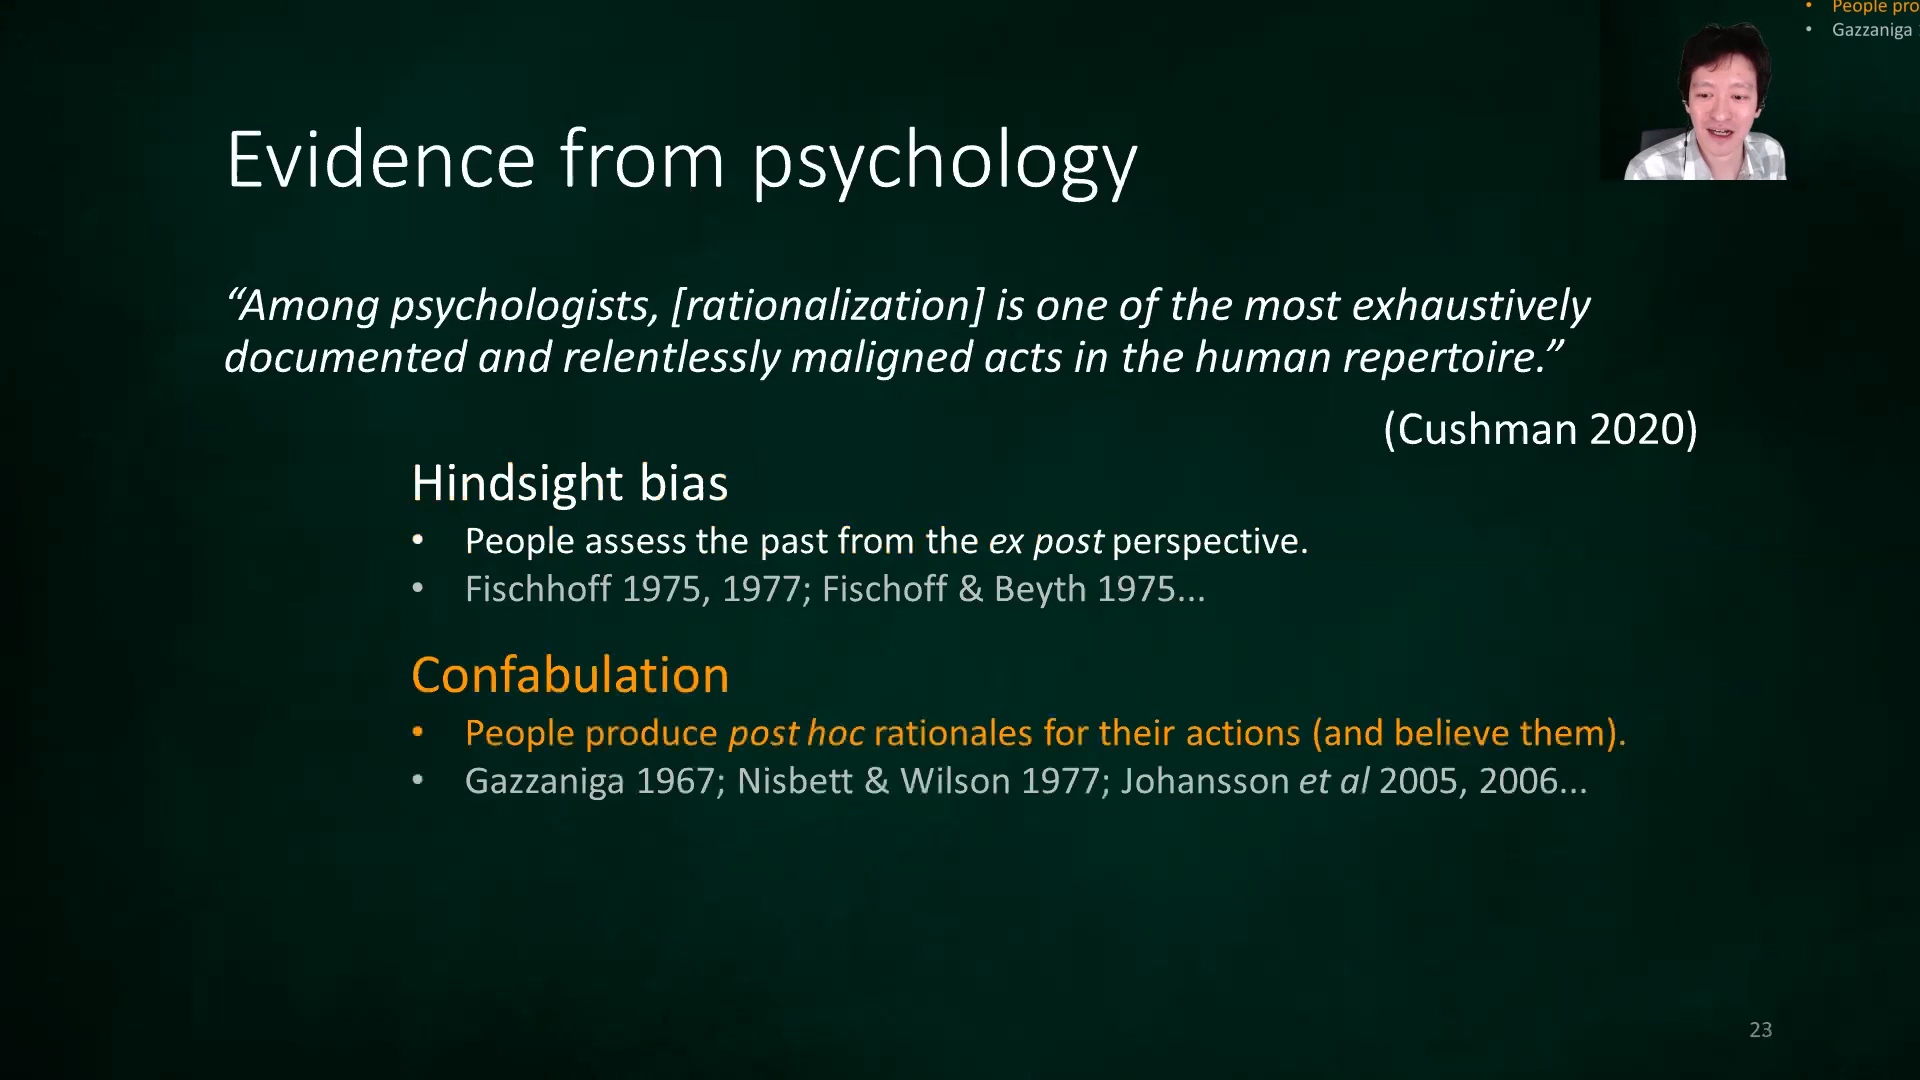 • People pro
• Gazzaniga
Evidence from psychology
“Among psychologists, [rationalization] is one of the most exhaustively
documented and relentlessly maligned acts in the human repertoire.”
(Cushman 2020)
Hindsight bias
• People assess the past from the ex post perspective.
• Fischhoff 1975, 1977; Fischoff & Beyth 1975...
Confabulation
• People produce post hoc rationales for their actions (and believe them).
• Gazzaniga 1967; Nisbett & Wilson 1977; Johansson et al 2005, 2006...
23